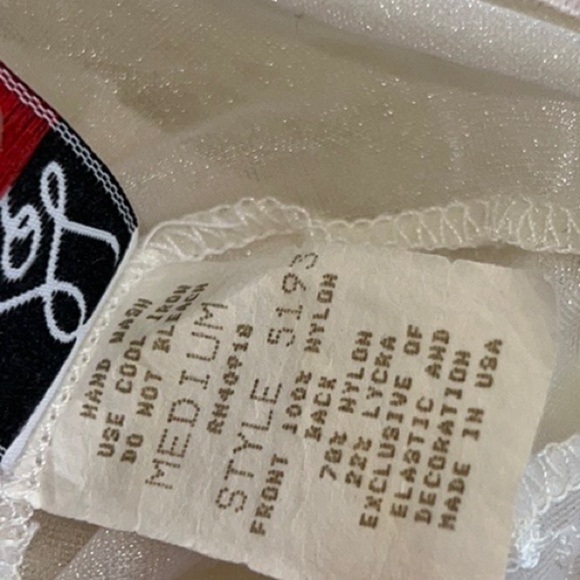 HAND WASH
USE COOL IRON
DO NOT BLEACH
MEDIUM
RN40910
STYLE 5193
FRONT 100% NYLON
BACK
78% NYLON
22% LYCRA
EXCLUSIVE OF
ELASTIC AND
DECORATION
MADE IN USA